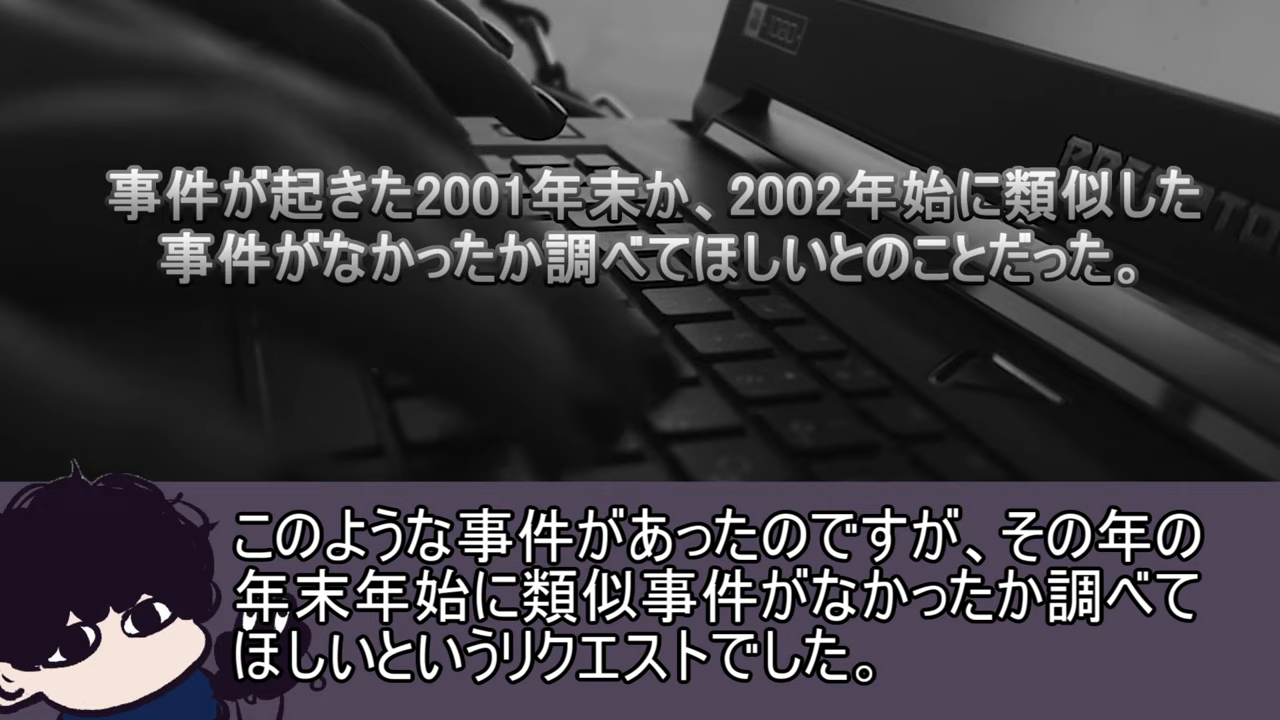 事件が起きた2001年末か、2002年始に類似した
事件がなかったか調べてほしいとのことだった。
このような事件があったのですが、その年の
年末年始に類似事件がなかったか調べて
ほしいというリクエストでした。